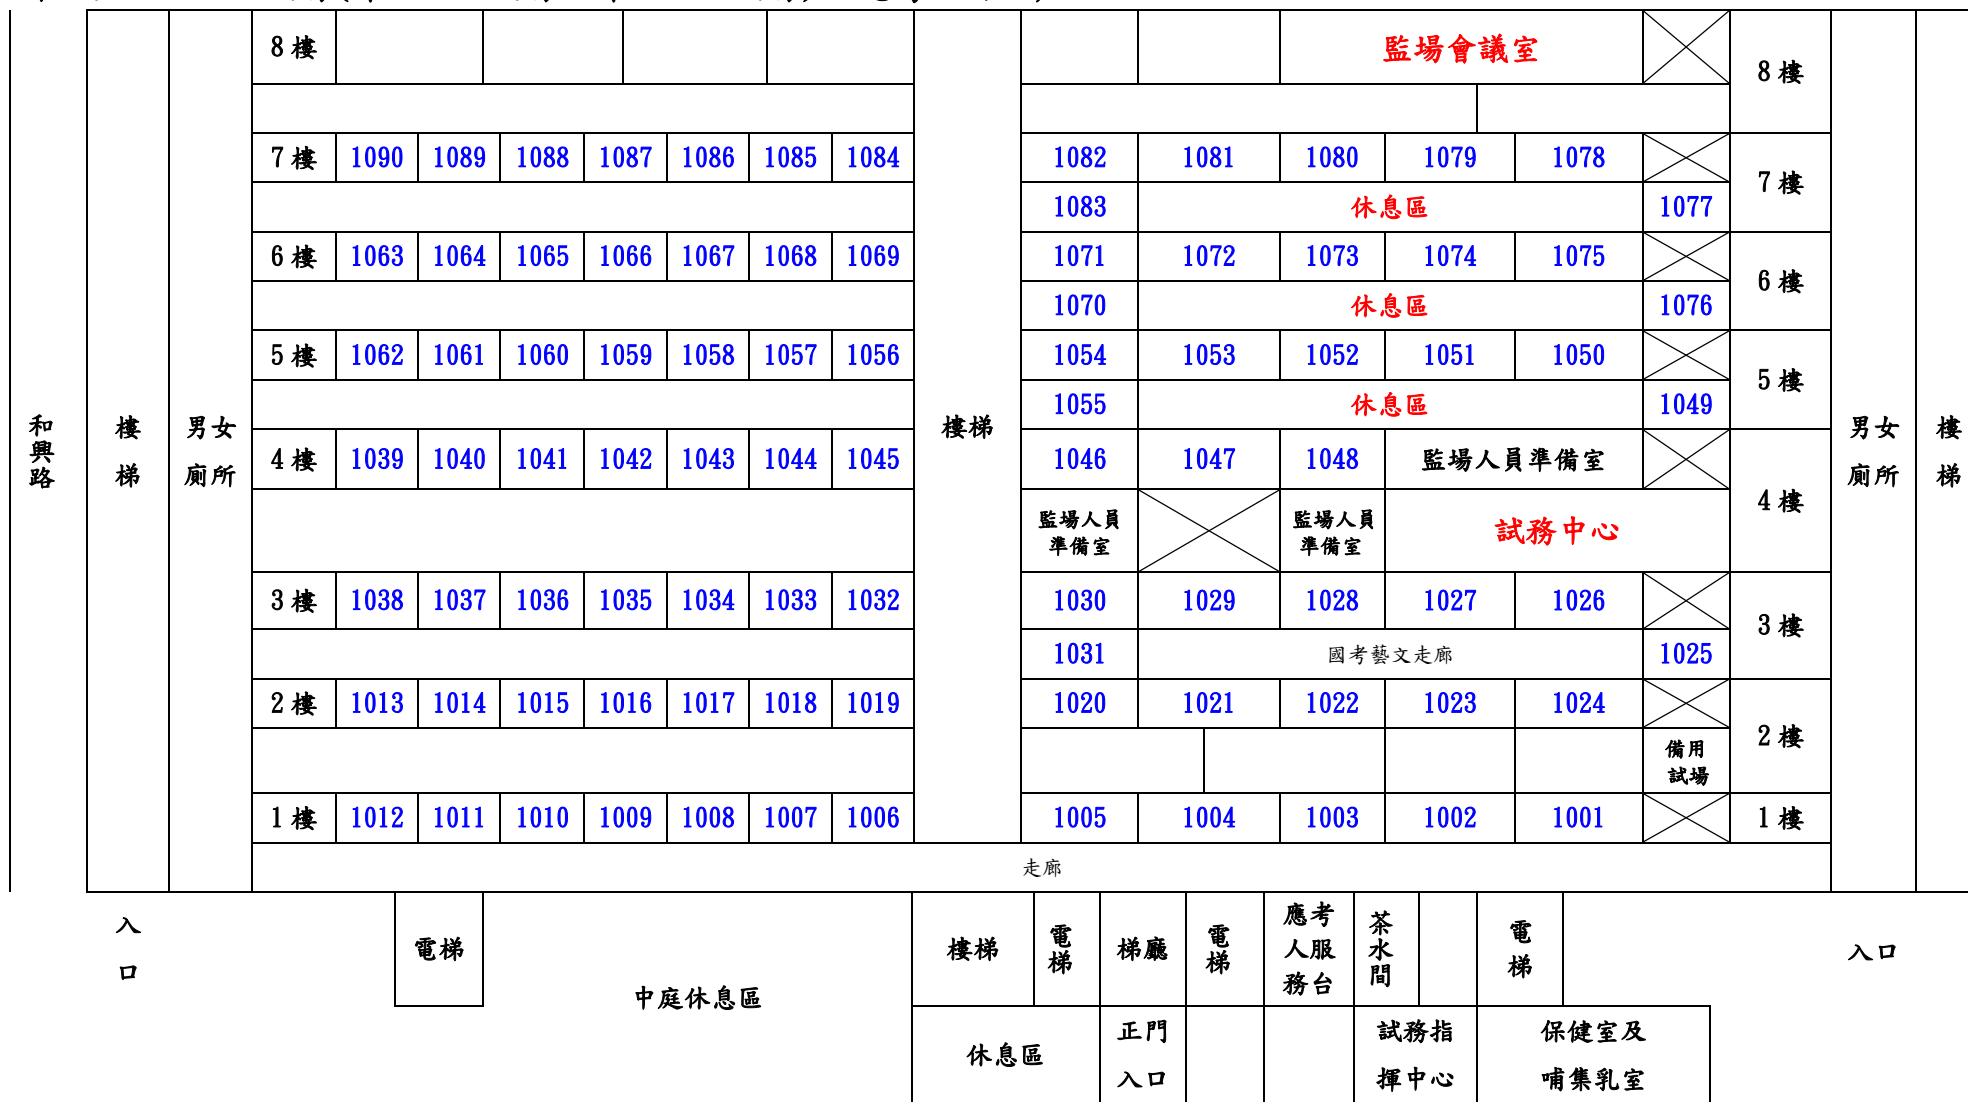 8樓 監場會議室 8樓
7樓 1090 1089 1088 1087 1086 1085 1084 1082 1081 1080 1079 1078 7樓
1083 休息區 1077
6樓 1063 1064 1065 1066 1067 1068 1069 1071 1072 1073 1074 1075 6樓
1070 休息區 1076
5樓 1062 1061 1060 1059 1058 1057 1056 1054 1053 1052 1051 1050 5樓
1055 休息區 1049
和興路
樓梯
男女
廁所
樓梯
4樓 1039 1040 1041 1042 1043 1044 1045 1046 1047 1048 監場人員準備室 4樓
男女
廁所
樓梯
監場人員
準備室
監場人員
準備室
試務中心
3樓 1038 1037 1036 1035 1034 1033 1032 1030 1029 1028 1027 1026 3樓
1031 國考藝文走廊 1025
2樓 1013 1014 1015 1016 1017 1018 1019 1020 1021 1022 1023 1024 2樓
備用
試場
1樓 1012 1011 1010 1009 1008 1007 1006 1005 1004 1003 1002 1001 1樓
走廊
入口
電梯
中庭休息區
樓梯
電梯
梯廳
電梯
應考
人服
務台
茶水間
電梯
入口
休息區
正門
入口
試務指
揮中心
保健室及
哺集乳室